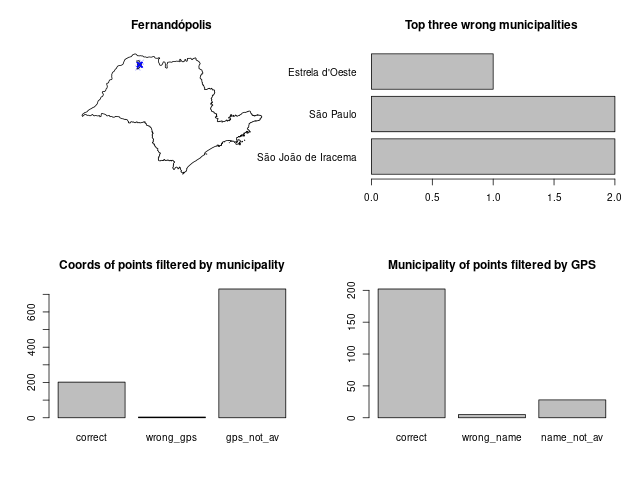 Fernandópolis
Top three wrong municipalities
Estrela d'Oeste
São Paulo
São João de Iracema
0.0 0.5 1.0 1.5 2.0
Coords of points filtered by municipality
0 200 400 600
correct wrong_gps gps_not_av
Municipality of points filtered by GPS
0 50 100 150 200
correct wrong_name name_not_av